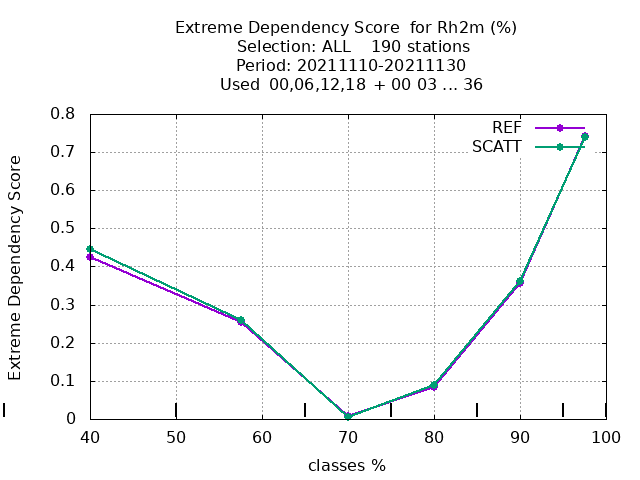 Extreme Dependency Score  for Rh2m (%)
Selection: ALL    190 stations
Period: 20211110-20211130
Used  00,06,12,18  + 00 03 ... 36
REF
SCATT
Extreme Dependency Score
0.8
0.7
0.6
0.5
0.4
0.3
0.2
0.1
0
40 50 60 70 80 90 100
classes %